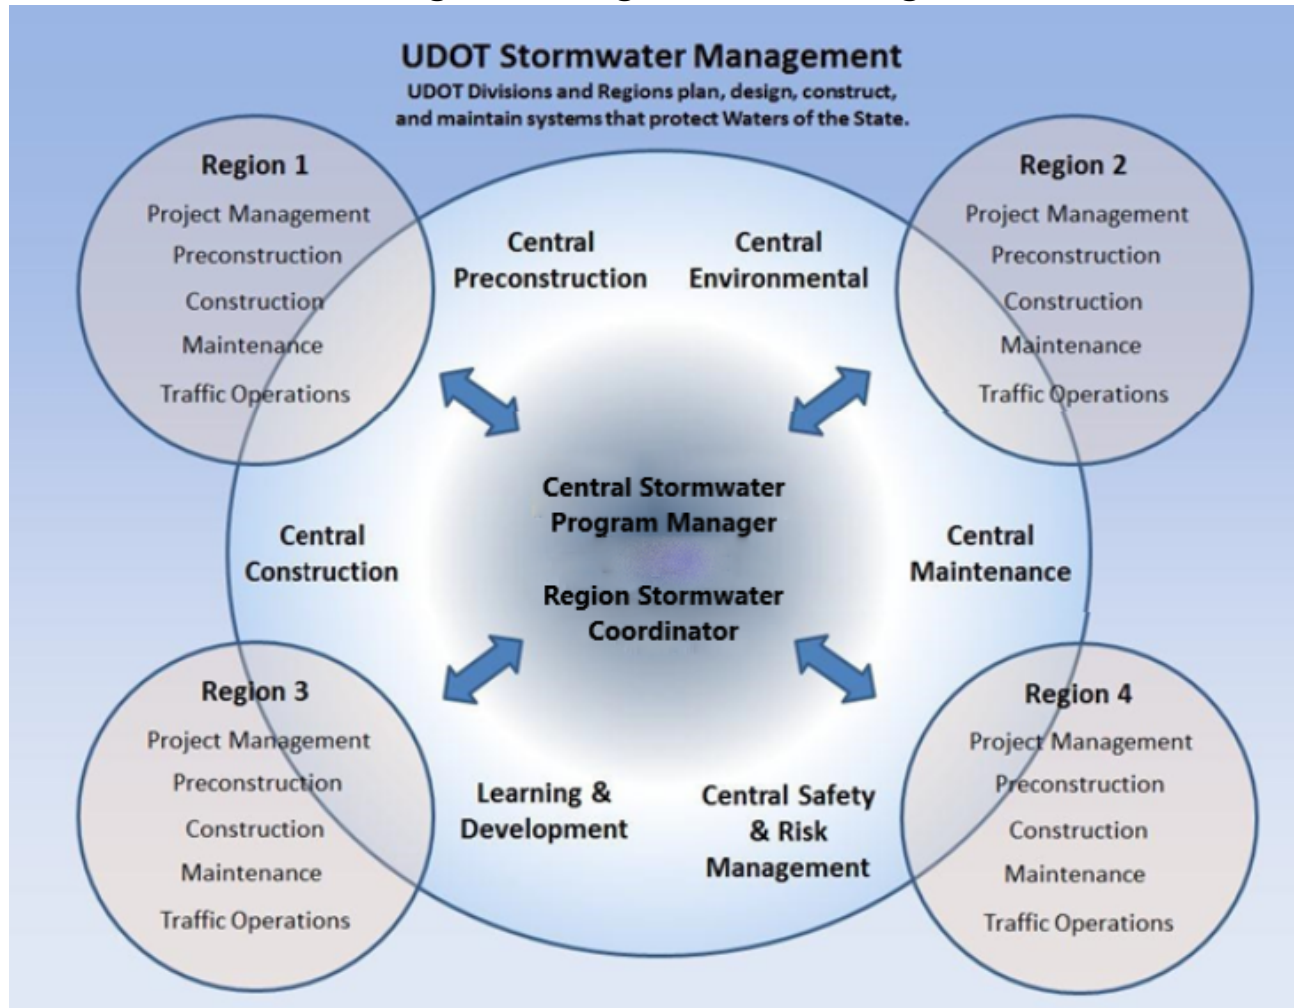 UDOT Stormwater Management
UDOT Divisions and Regions plan, design, construct,
and maintain systems that protect Waters of the State.
Region 1
Project Management
Preconstruction
Construction
Maintenance
Traffic Operations
Region 2
Project Management
Preconstruction
Construction
Maintenance
Traffic Operations
Central
Preconstruction
Central
Environmental
Central Stormwater
Program Manager
Region Stormwater
Coordinator
Central
Construction
Central
Maintenance
Region 3
Project Management
Preconstruction
Construction
Maintenance
Traffic Operations
Learning &
Development
Central Safety
& Risk
Management
Region 4
Project Management
Preconstruction
Construction
Maintenance
Traffic Operations